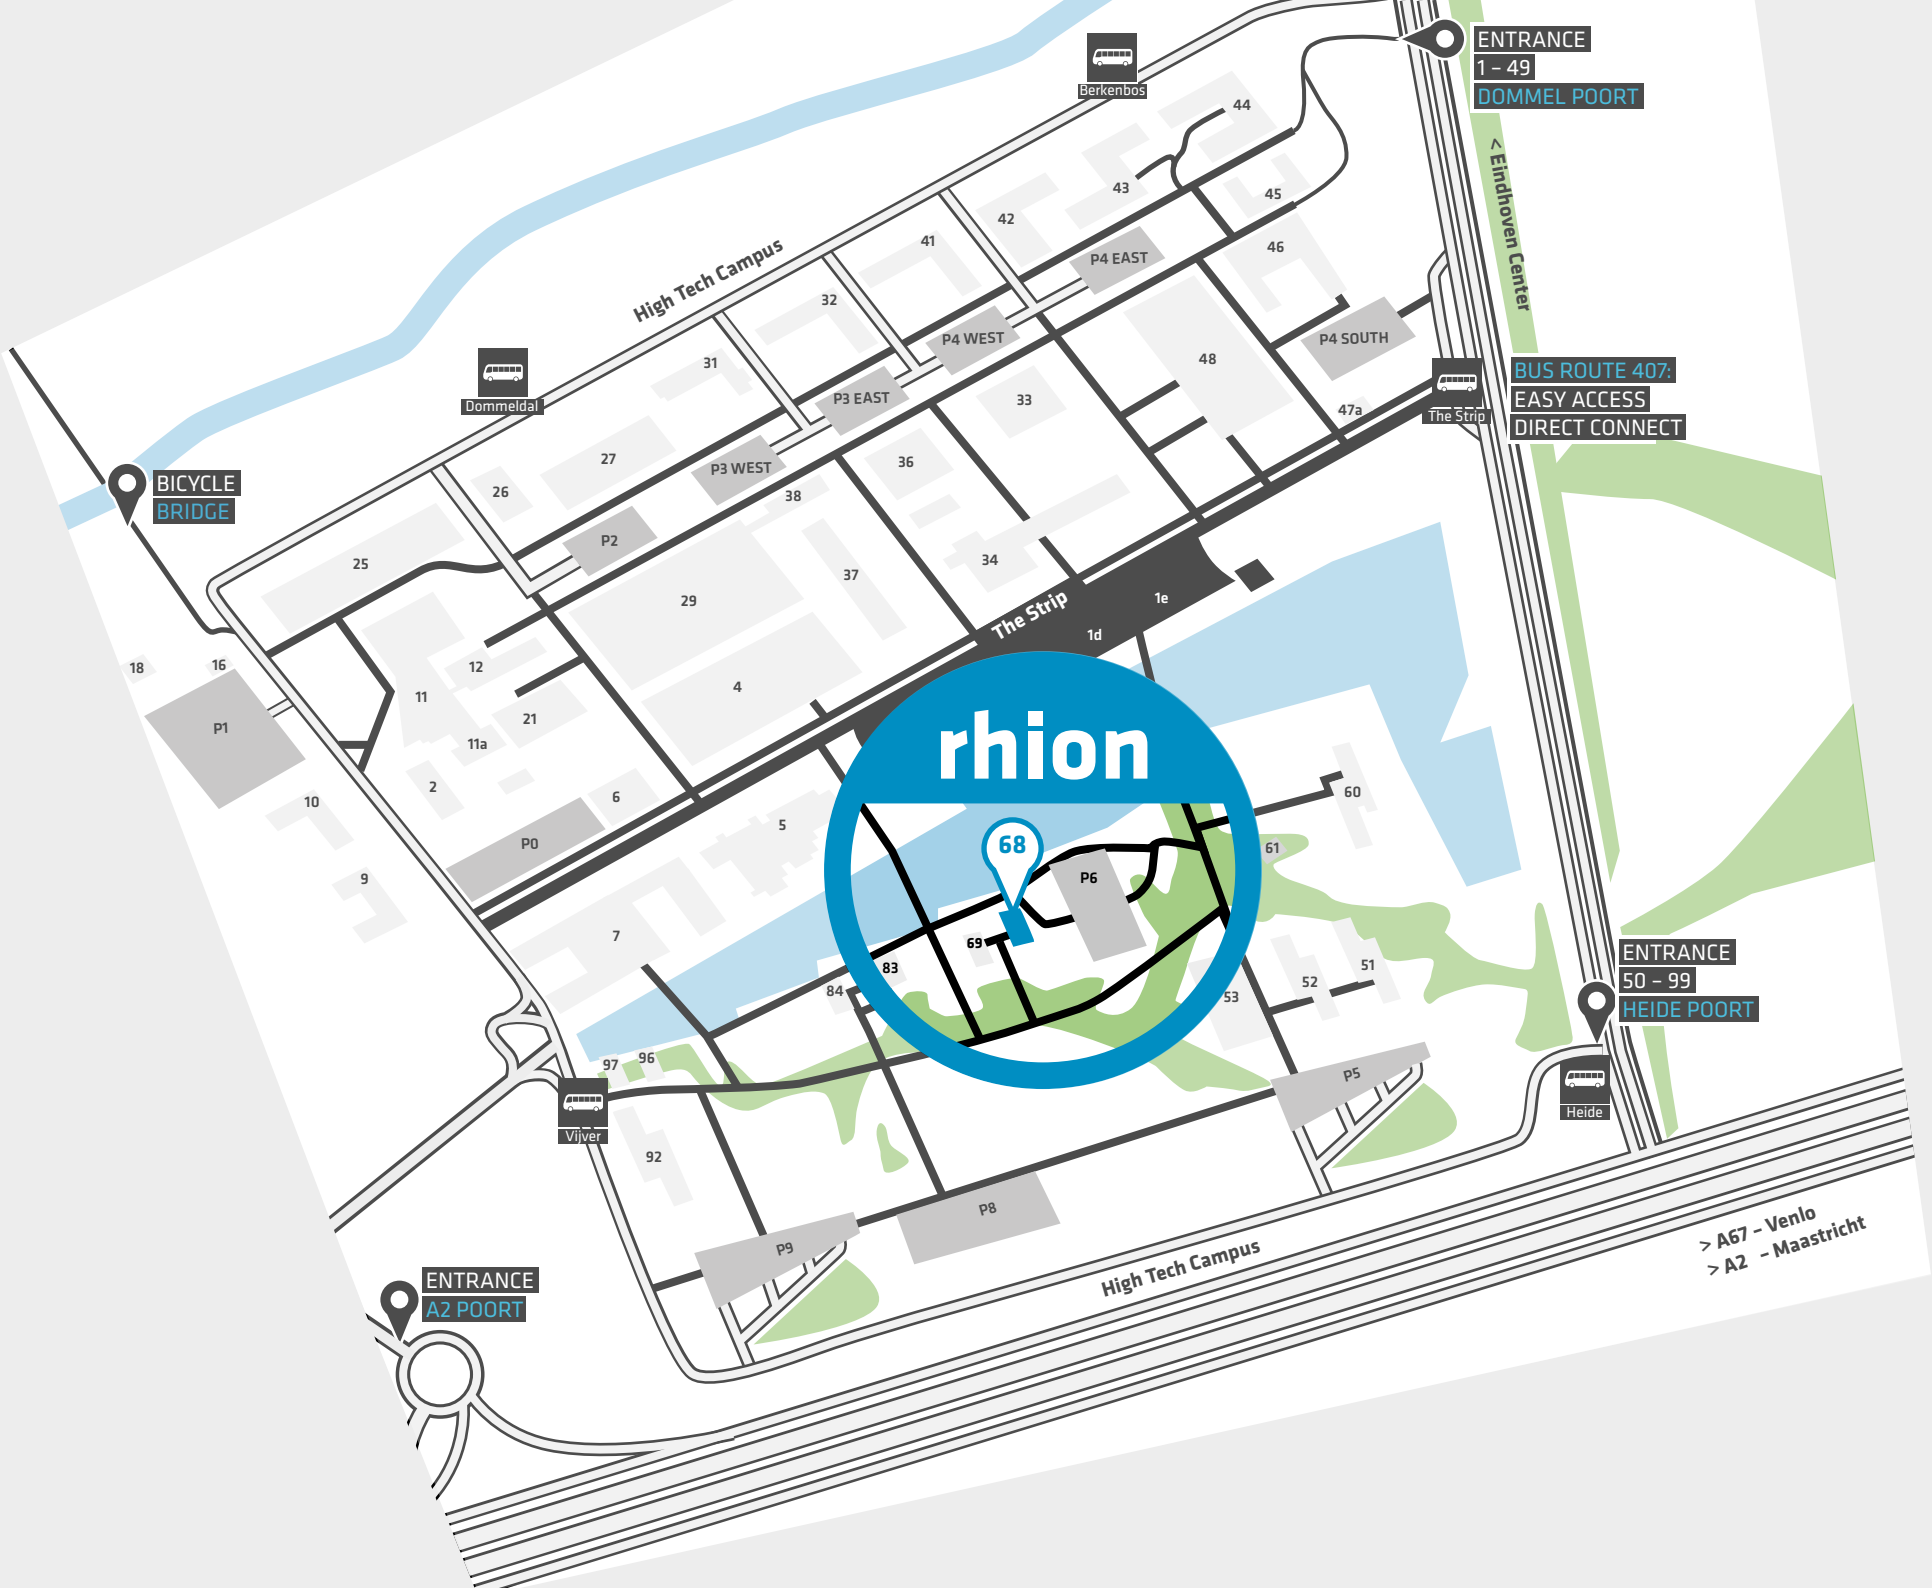 ENTRANCE
1 – 49
DOMMEL POORT
Berkenbos
44
43
45
42
46
41
< Eindhoven Center
P4 EAST
High Tech Campus
32
P4 WEST
P4 SOUTH
48
31
Dommeldal
P3 EAST
33
47a
The Strip
BUS ROUTE 407:
EASY ACCESS
DIRECT CONNECT
27
P3 WEST
36
26
38
BICYCLE
BRIDGE
P2
25
37
34
29
The Strip
1e
1d
18
16
12
11
4
21
P1
11a
rhion
2
6
10
5
60
P0
68
61
9
P6
7
69
83
84
53
52
51
ENTRANCE
50 – 99
HEIDE POORT
97
96
Vijver
P5
Heide
92
P8
P9
High Tech Campus
> A67 – Venlo
> A2 – Maastricht
ENTRANCE
A2 POORT